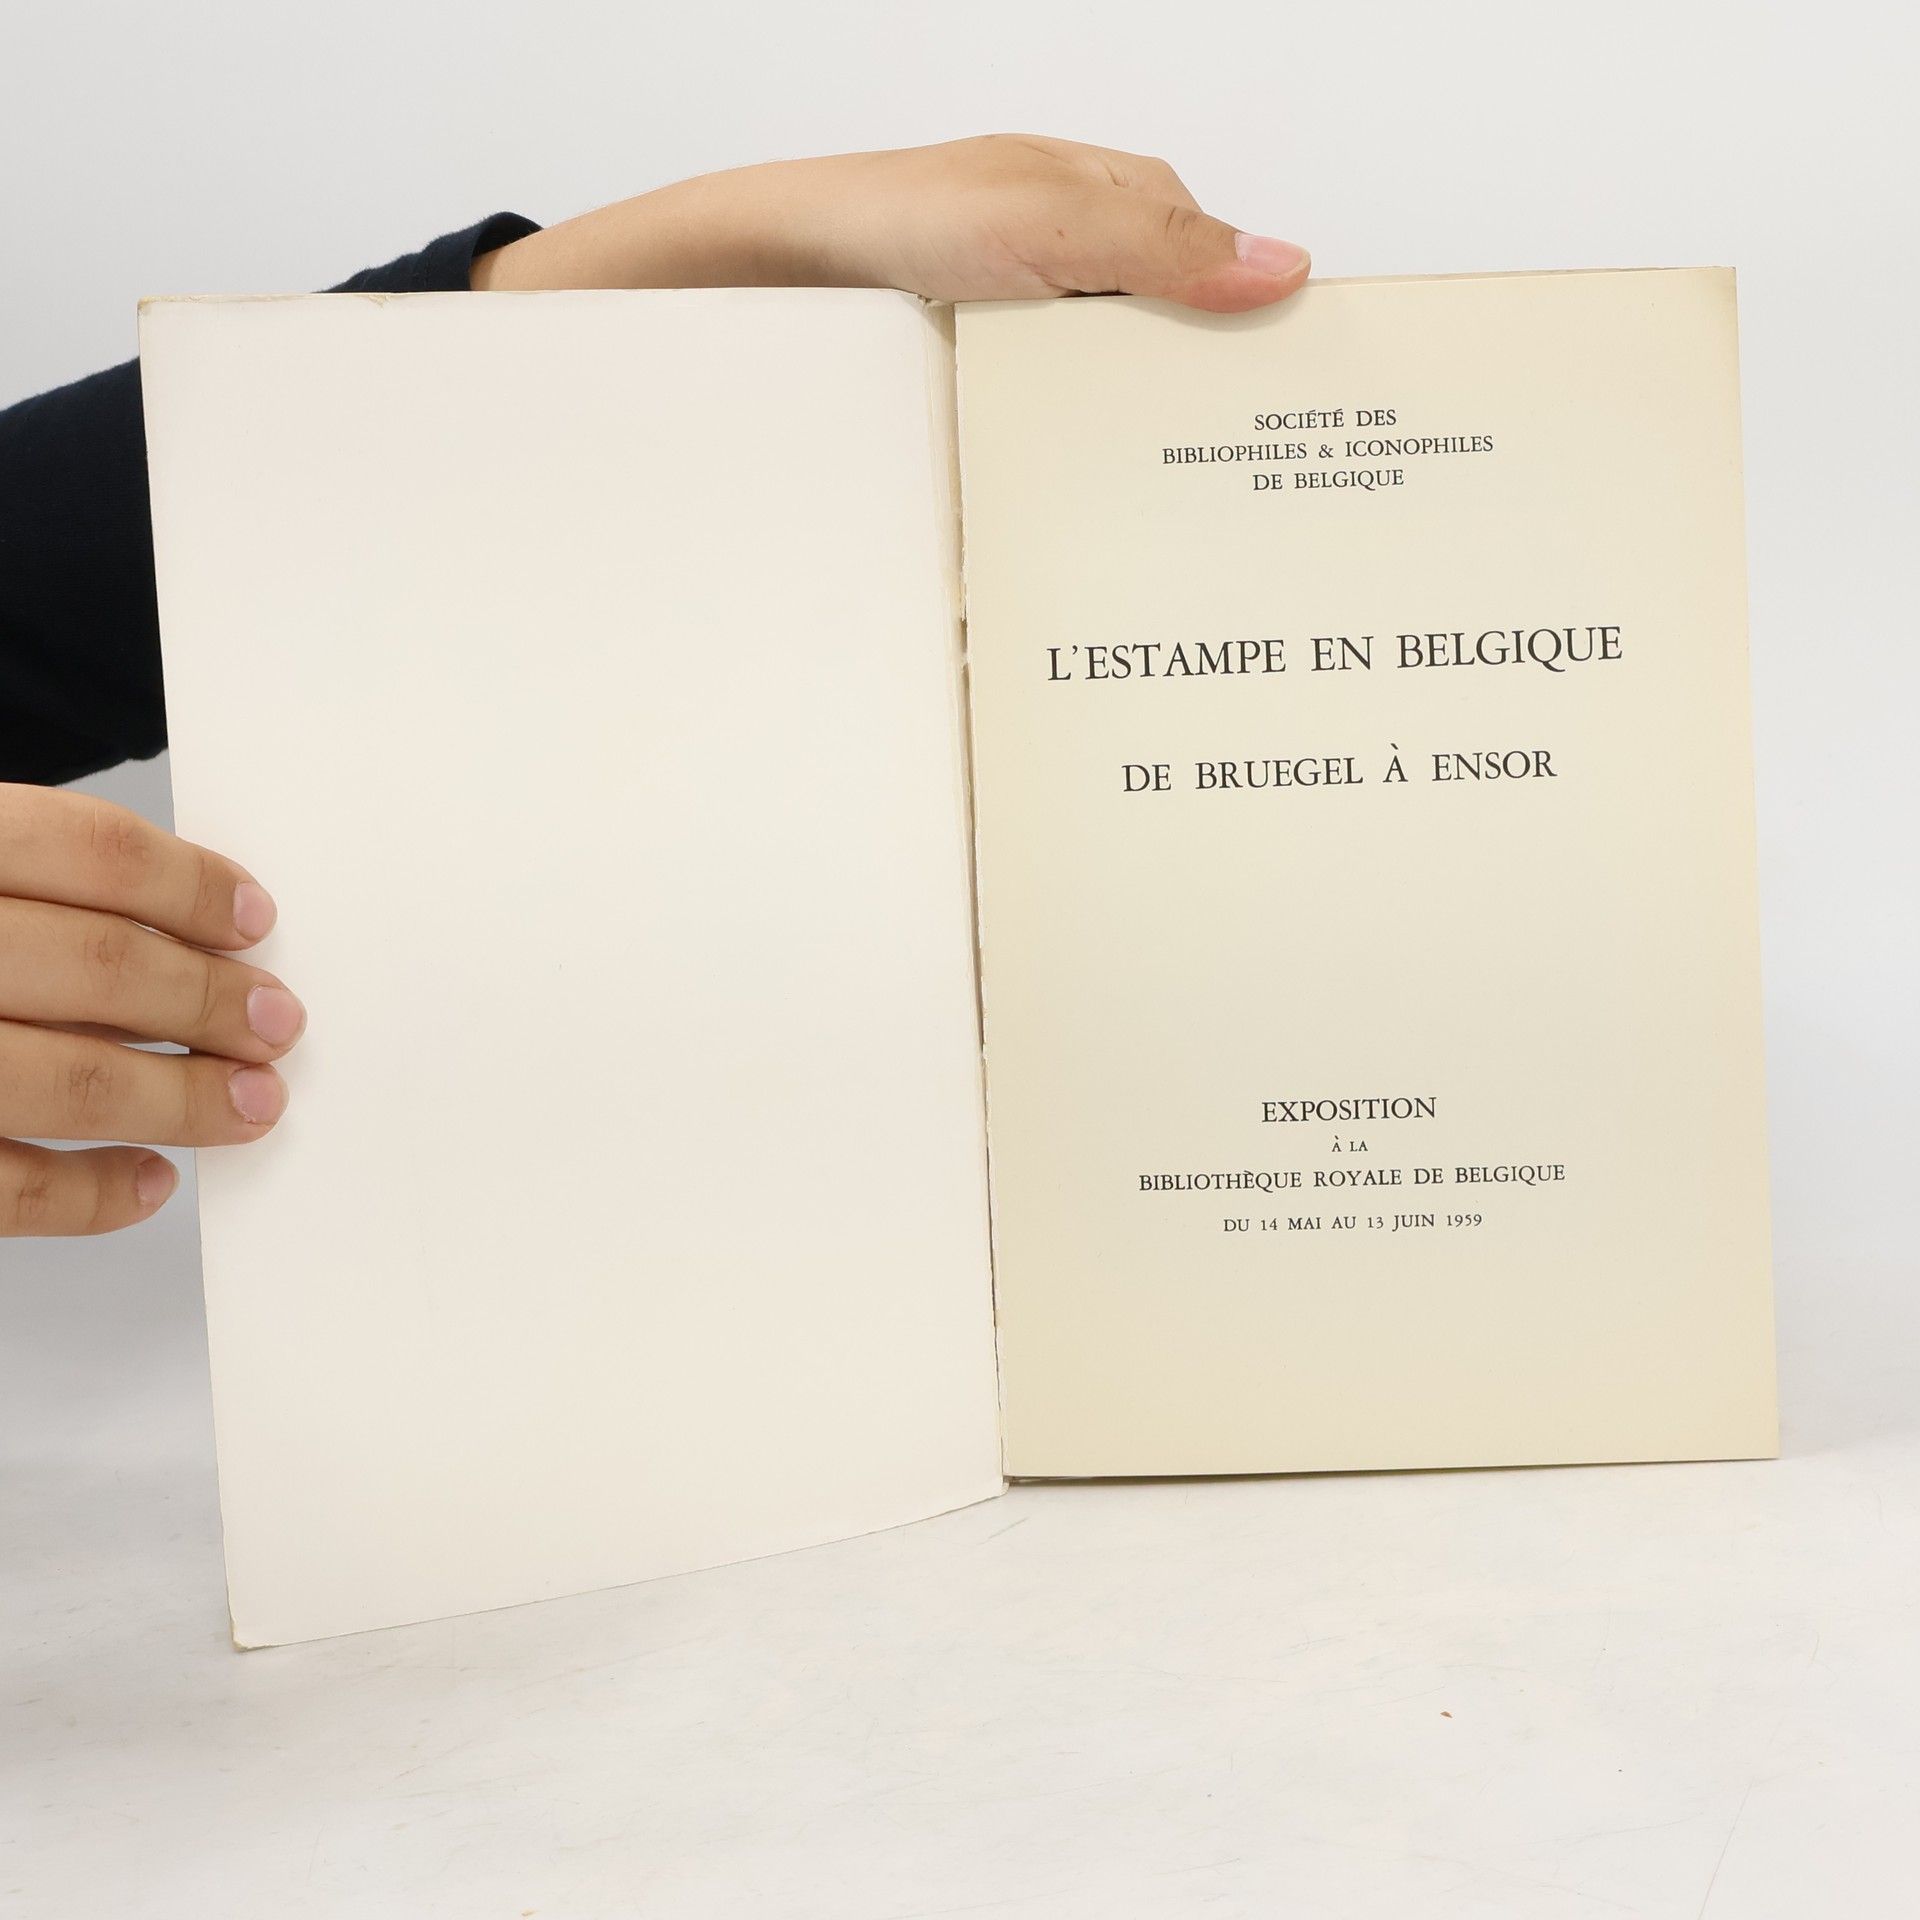 SOCIÉTÉ DES
BIBLIOPHILES & ICONOPHILES
DE BELGIQUE
L'ESTAMPE EN BELGIQUE
DE BRUEGEL À ENSOR
EXPOSITION
À LA
BIBLIOTHÈQUE ROYALE DE BELGIQUE
DU 14 MAI AU 13 JUIN 1959